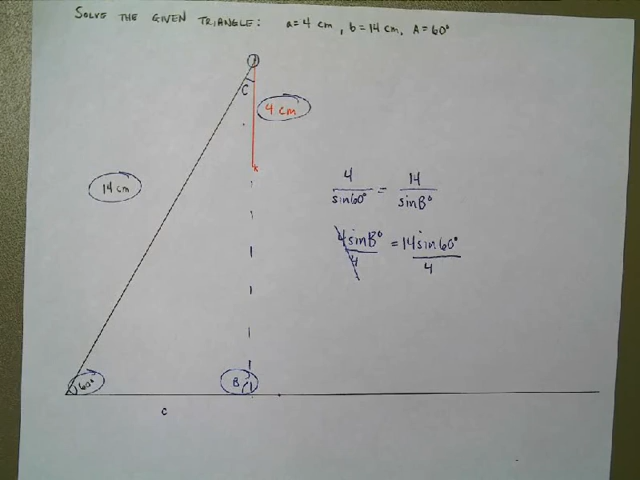 SOLVE THE GIVEN TRIANGLE: a=4 cm, b=14 cm, A=60°
C
4 cm
14 cm
4/sin60° = 14/sinB°
4sinB°/4 = 14sin60°/4
60°
B
c